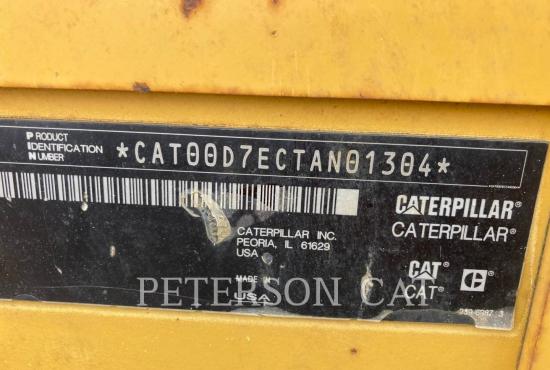 PRODUCT
IDENTIFICATION
NUMBER
*CAT00D7ECTAN01304*
CATERPILLAR INC.
PEORIA, IL 61629
USA
MADE IN
USA
CATERPILLAR®
CATERPILLAR®
CAT®
CAT®
C
PETERSON CAT